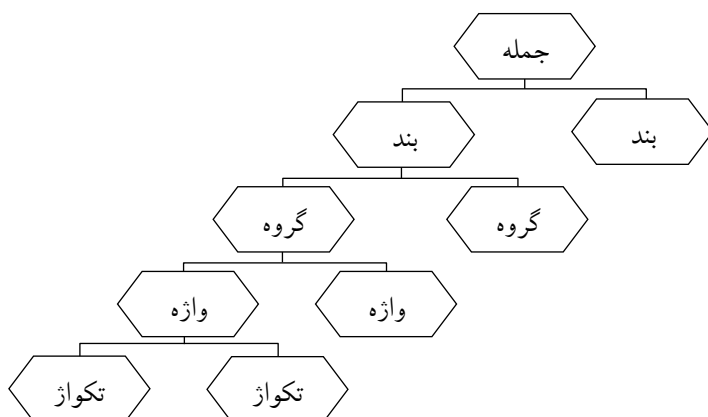 جمله
بند
بند
گروه
گروه
واژه
واژه
تکواژ
تکواژ